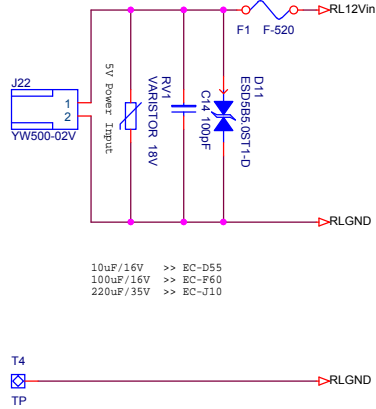 RL12Vin
F1 F-520
J22
1
2
YW500-02V
5V Power Input
RV1
VARISTOR 18V
C14 100pF
D11
ESD5B5.0ST1-D
RLGND
10uF/16V >> EC-D55
100uF/16V >> EC-F60
220uF/35V >> EC-J10
T4
RLGND
TP